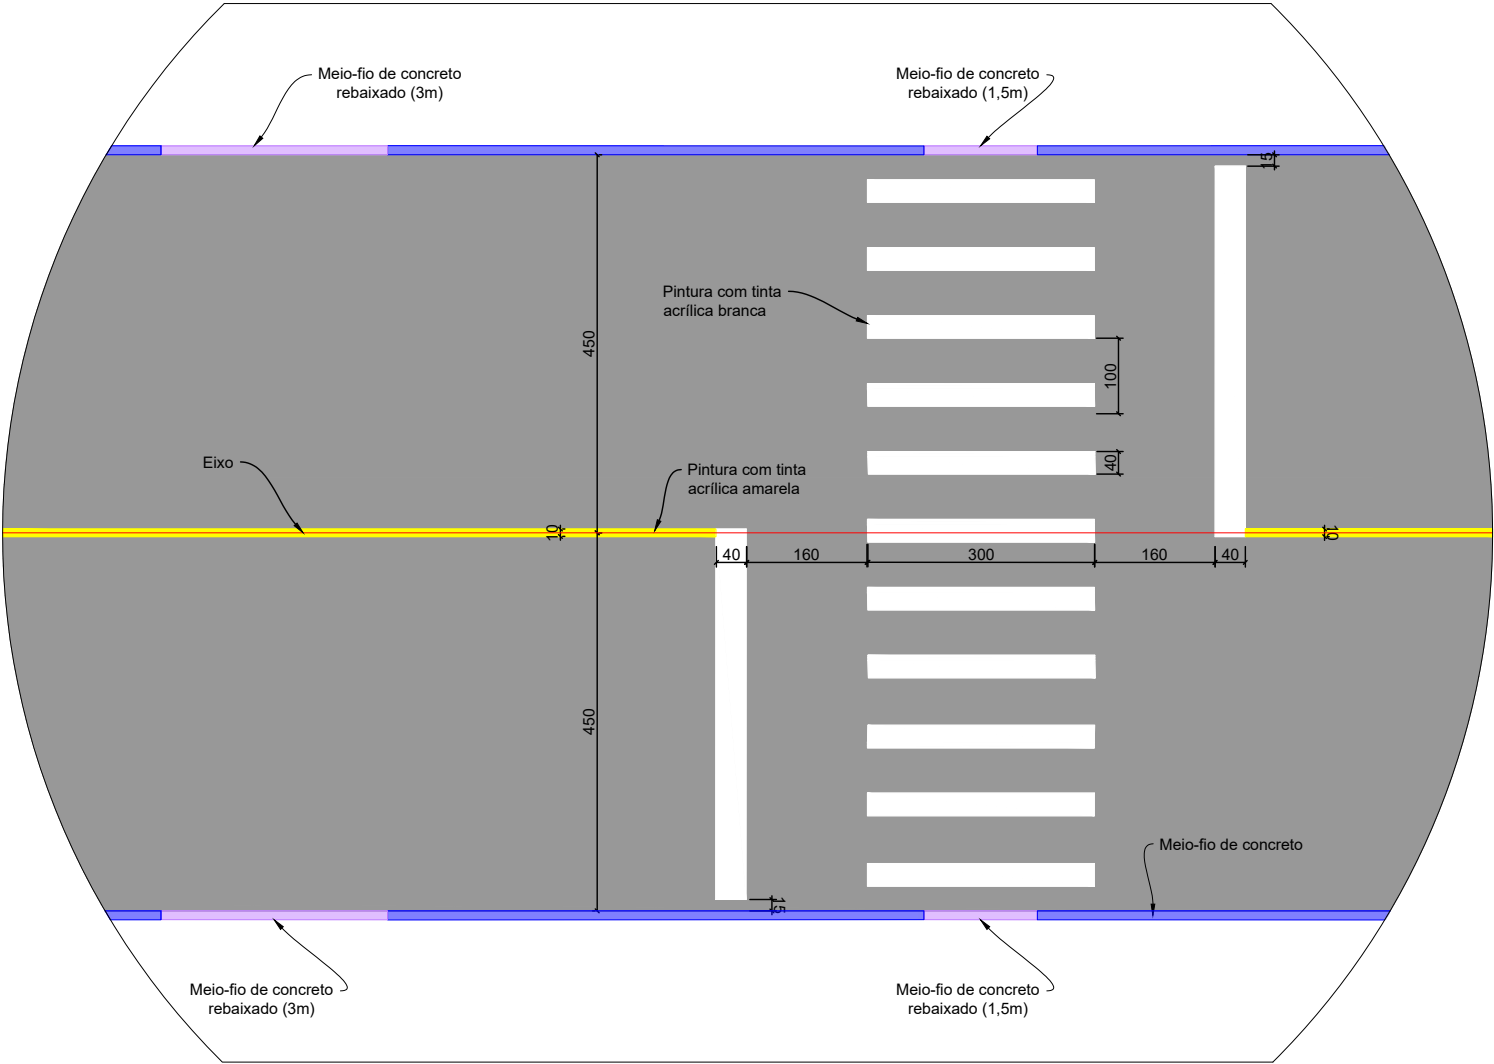 Meio-fio de concreto
rebaixado (3m)
Meio-fio de concreto
rebaixado (1,5m)
15
Pintura com tinta
acrílica branca
450
100
Eixo
Pintura com tinta
acrílica amarela
40
10
10
40
160
300
160
40
450
Meio-fio de concreto
15
Meio-fio de concreto
rebaixado (3m)
Meio-fio de concreto
rebaixado (1,5m)